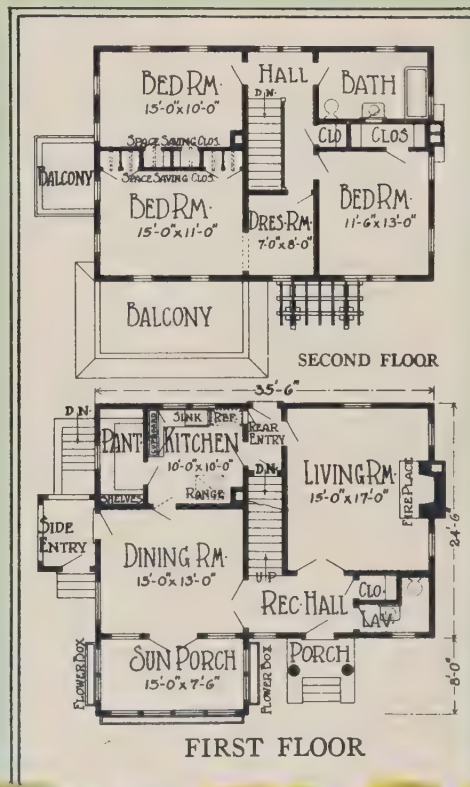 BED RM.
15'-0"x10'-0"
HALL
D.N.
BATH
SPACE SAVING CLOS.
CLO
CLOS
BALCONY
SPACE SAVING CLOS.
BED RM.
15'-0"x11'-0"
DRES. RM.
7'-0"x8'-0"
BED RM.
11'-6"x13'-0"
BALCONY
SECOND FLOOR
35'-6"
D.N.
PANT.
CUPBOARD
SINK
REF.
KITCHEN
10'-0"x10'-0"
REAR
ENTRY
D.N.
LIVING RM.
15'-0"x17'-0"
FIRE PLACE
SHELVES
RANGE
SIDE
ENTRY
DINING RM.
15'-0"x13'-0"
UP
REC. HALL
CLO.
LAV.
24'-6"
FLOWER BOX
SUN PORCH
15'-0"x7'-6"
FLOWER BOX
PORCH
8'-0"
FIRST FLOOR